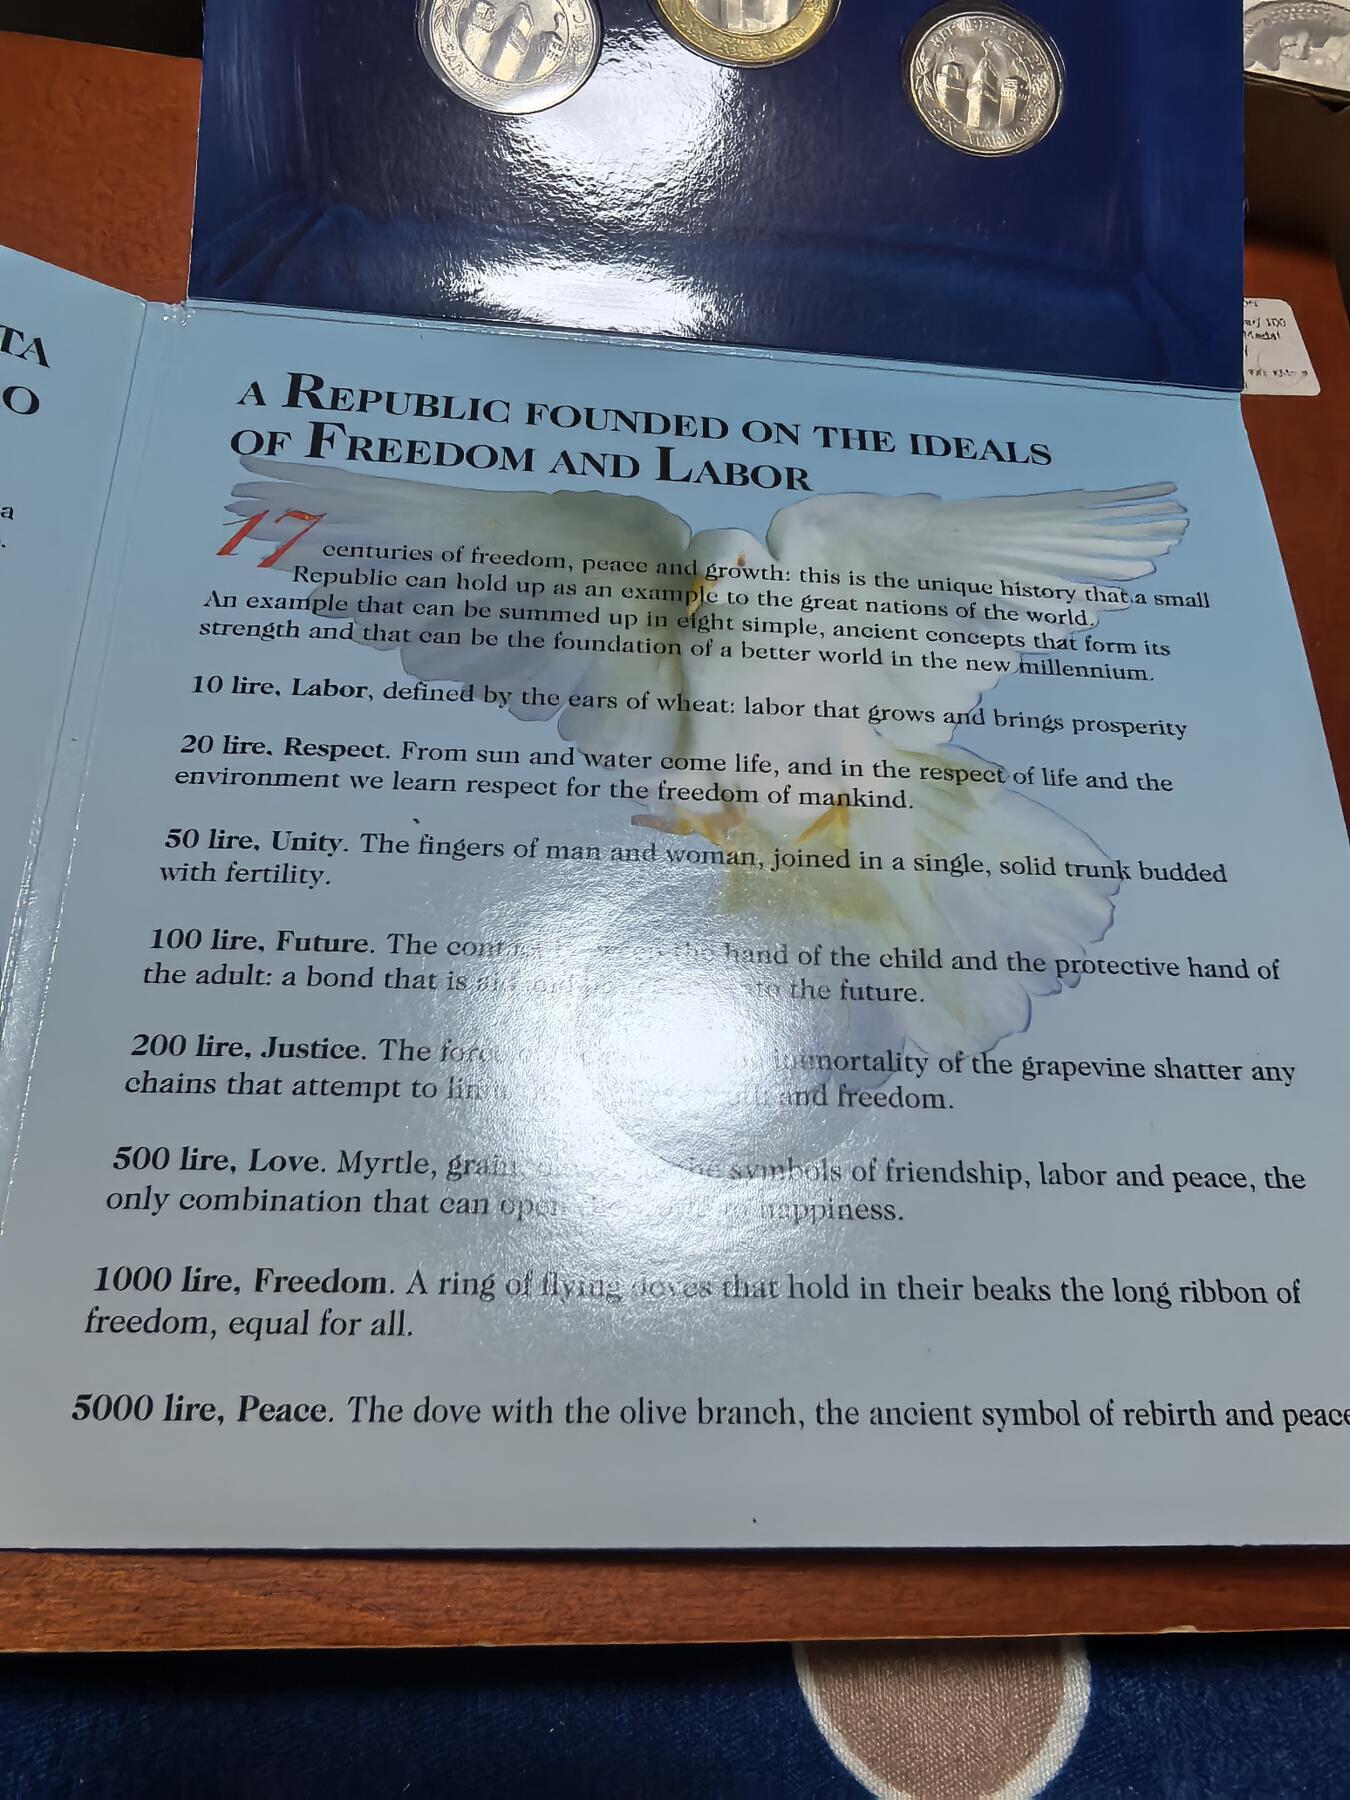 SAN MARINO
TA
O
a
A REPUBLIC FOUNDED ON THE IDEALS
OF FREEDOM AND LABOR
17 centuries of freedom, peace and growth: this is the unique history that a small
Republic can hold up as an example to the great nations of the world.
An example that can be summed up in eight simple, ancient concepts that form its
strength and that can be the foundation of a better world in the new millennium.
10 lire, Labor, defined by the ears of wheat: labor that grows and brings prosperity
20 lire. Respect. From sun and water come life, and in the respect of life and the
environment we learn respect for the freedom of mankind.
50 lire, Unity. The fingers of man and woman, joined in a single, solid trunk budded
with fertility.
100 lire, Future. The the hand of the child and the protective hand of
the adult: a bond that is the future.
200 lire, Justice. The immortality of the grapevine shatter any
chains that attempt to and freedom.
500 lire, Love. Myrtle, symbols of friendship, labor and peace, the
only combination that can happiness.
1000 lire, Freedom. A ring of flying doves that hold in their beaks the long ribbon of
freedom, equal for all.
5000 lire, Peace. The dove with the olive branch, the ancient symbol of rebirth and peace